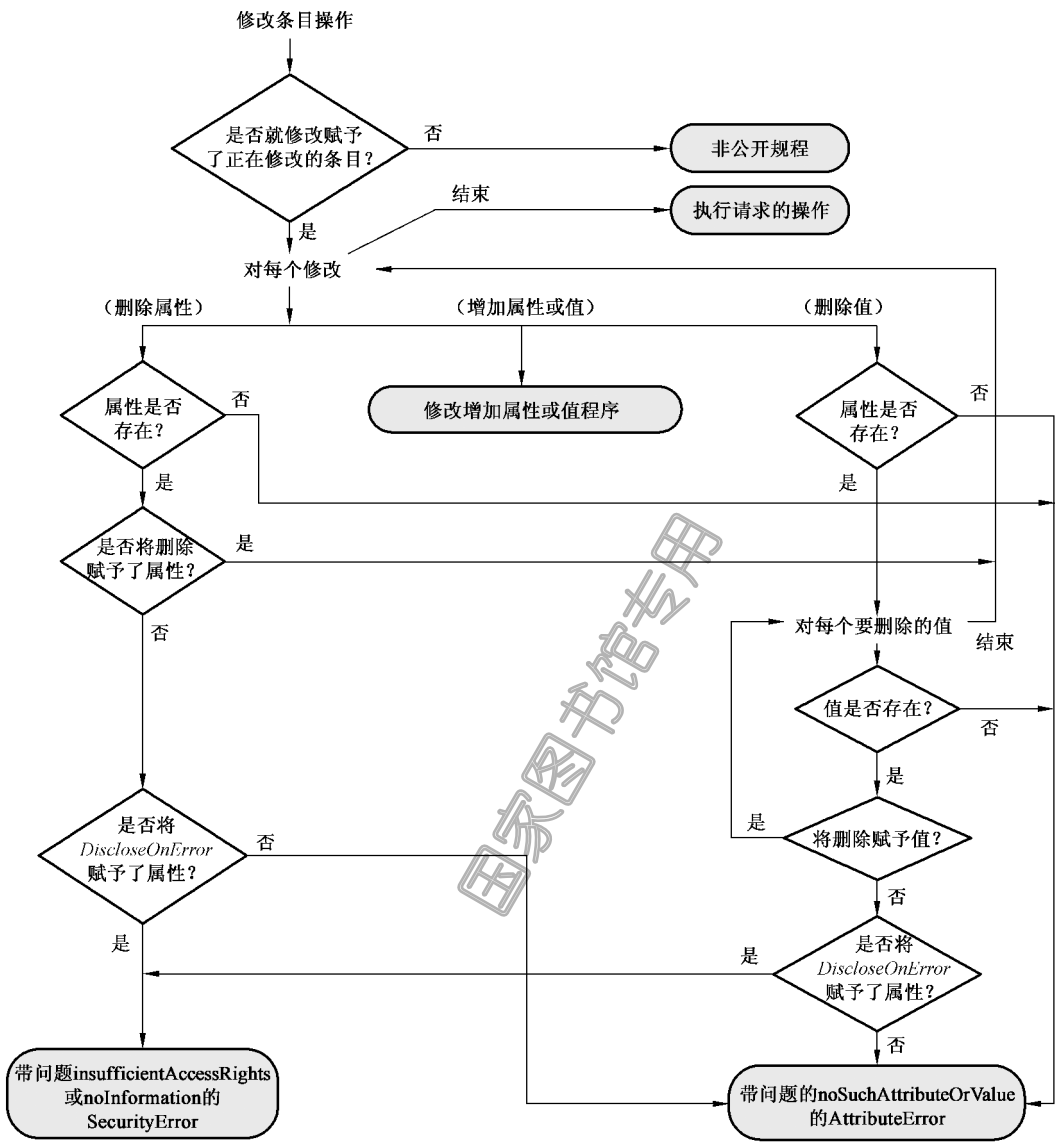 修改条目操作
是否就修改赋予
了正在修改的条目?
否
非公开规程
结束
执行请求的操作
是
对每个修改
(删除属性)
(增加属性或值)
(删除值)
属性是否
存在?
否
修改增加属性或值程序
属性是否
存在?
否
是
是
是否将删除
赋予了属性?
是
否
对每个要删除的值
结束
值是否存在?
否
是
将删除赋予值?
是
否
是否将
DiscloseOnError
赋予了属性?
否
是
是否将
DiscloseOnError
赋予了属性?
是
否
带问题insufficientAccessRights
或noInformation的
SecurityError
带问题的noSuchAttributeOrValue
的AttributeError
国家图书馆专用